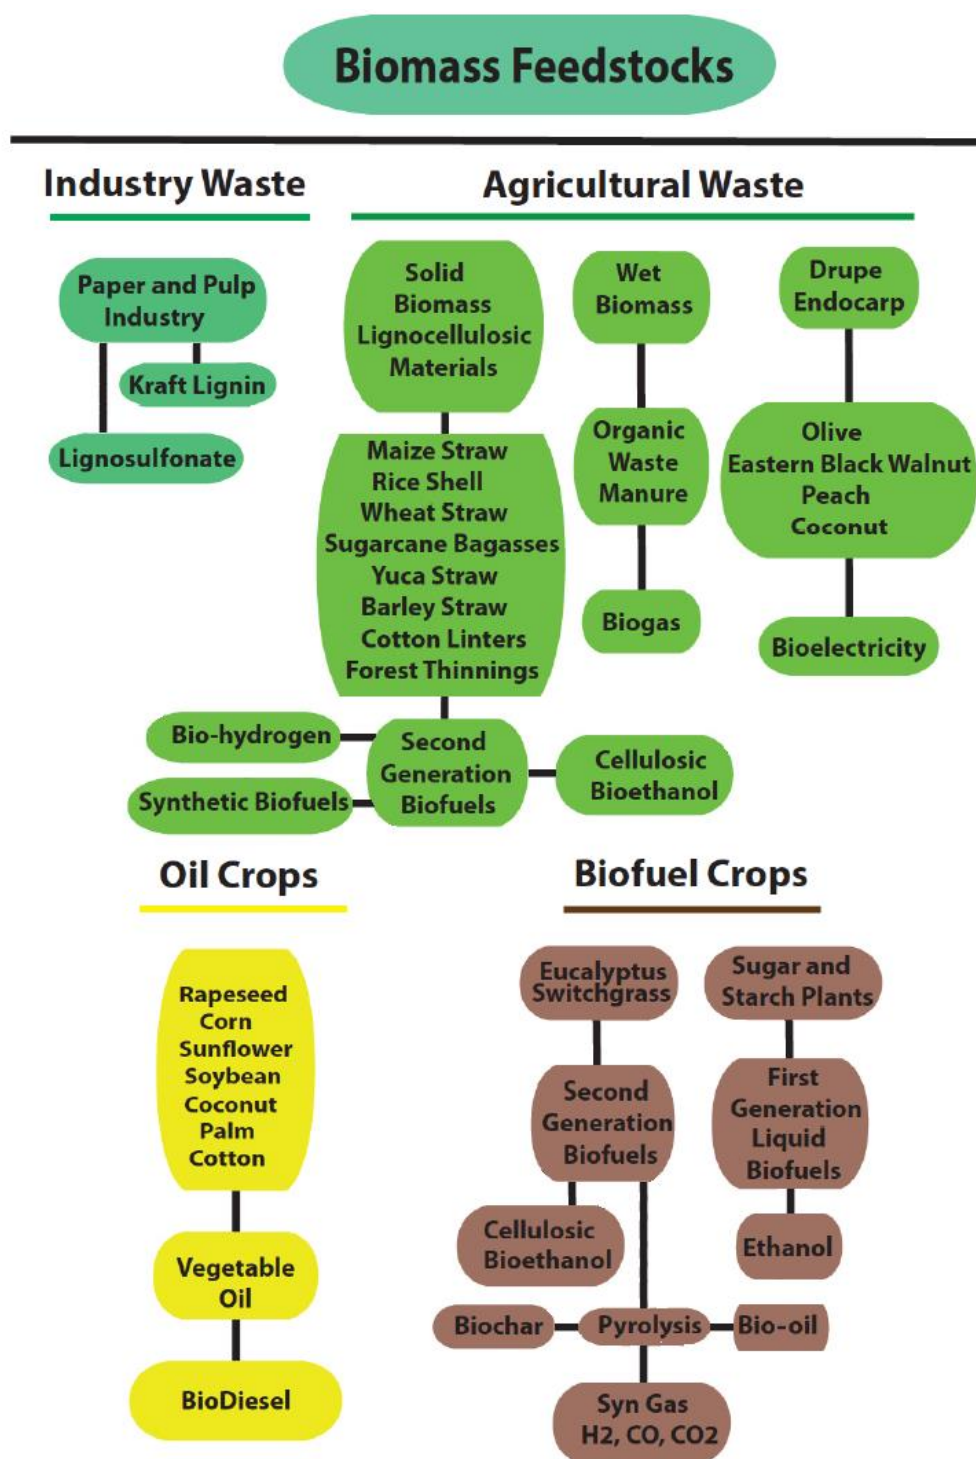 Biomass Feedstocks
Industry Waste
Agricultural Waste
Paper and Pulp
Industry
Kraft Lignin
Lignosulfonate
Solid
Biomass
Lignocellulosic
Materials
Maize Straw
Rice Shell
Wheat Straw
Sugarcane Bagasses
Yuca Straw
Barley Straw
Cotton Linters
Forest Thinnings
Second
Generation
Biofuels
Bio-hydrogen
Synthetic Biofuels
Cellulosic
Bioethanol
Wet
Biomass
Organic
Waste
Manure
Biogas
Drupe
Endocarp
Olive
Eastern Black Walnut
Peach
Coconut
Bioelectricity
Oil Crops
Rapeseed
Corn
Sunflower
Soybean
Coconut
Palm
Cotton
Vegetable
Oil
BioDiesel
Biofuel Crops
Eucalyptus
Switchgrass
Second
Generation
Biofuels
Cellulosic
Bioethanol
Biochar
Pyrolysis
Bio-oil
Syn Gas
H2, CO, CO2
Sugar and
Starch Plants
First
Generation
Liquid
Biofuels
Ethanol